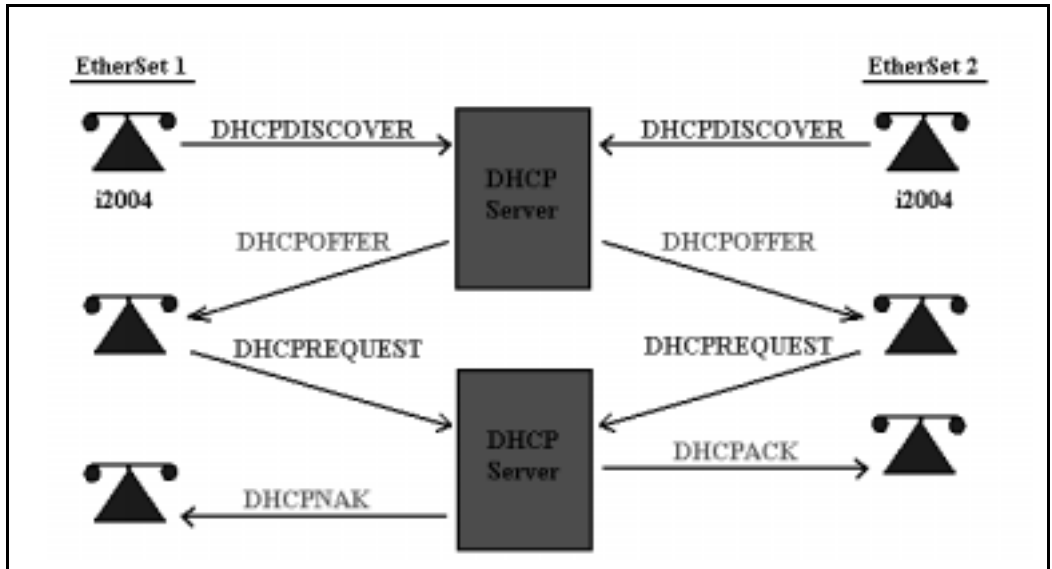 EtherSet 1
EtherSet 2
DHCPDISCOVER
DHCPDISCOVER
i2004
DHCP
Server
i2004
DHCPOFFER
DHCPOFFER
DHCPREQUEST
DHCPREQUEST
DHCP
Server
DHCPACK
DHCPNAK